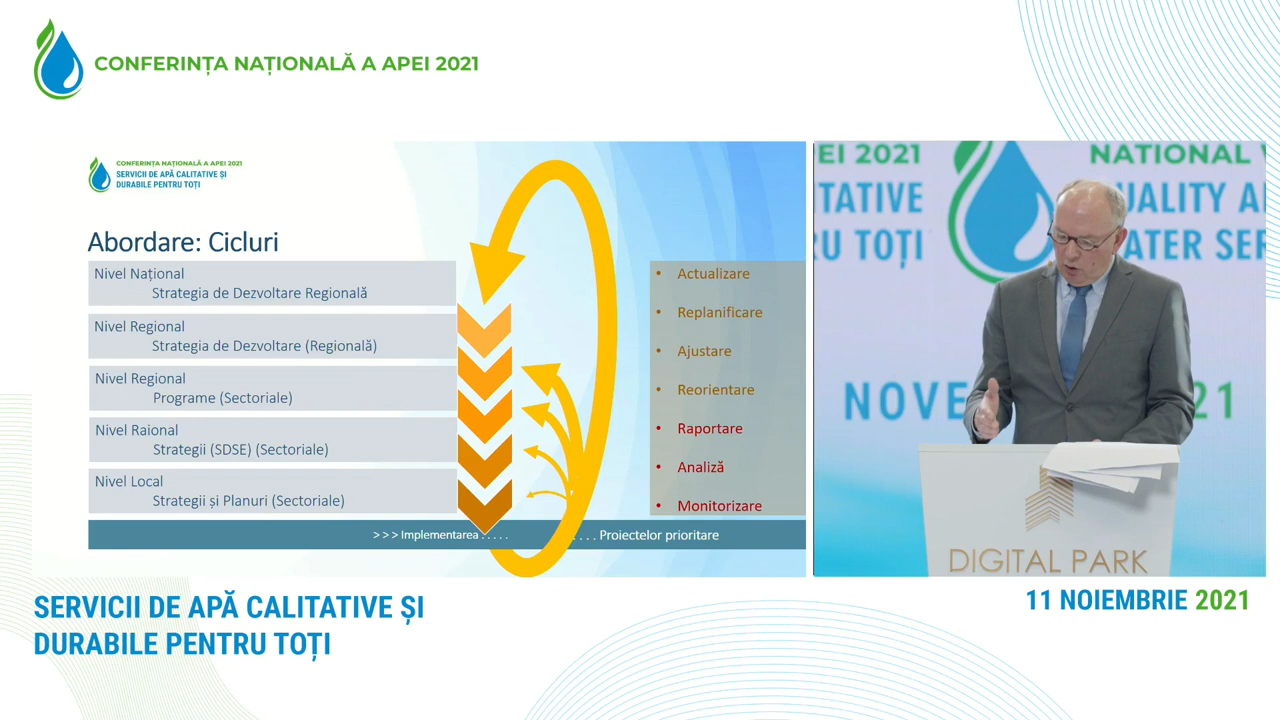 CONFERINȚA NAȚIONALĂ A APEI 2021
CONFERINȚA NAȚIONALĂ A APEI 2021
SERVICII DE APĂ CALITATIVE ȘI
DURABILE PENTRU TOȚI
Abordare: Cicluri
Nivel Național
Strategia de Dezvoltare Regională
Nivel Regional
Strategia de Dezvoltare (Regională)
Nivel Regional
Programe (Sectoriale)
Nivel Raional
Strategii (SDSE) (Sectoriale)
Nivel Local
Strategii și Planuri (Sectoriale)
> > > Implementarea . . . . .
. . . . Proiectelor prioritare
• Actualizare
• Replanificare
• Ajustare
• Reorientare
• Raportare
• Analiză
• Monitorizare
EI 2021
TATIVE
RU TOȚI
NATIONAL
UALITY A
ATER SER
NOVE
21
DIGITAL PARK
SERVICII DE APĂ CALITATIVE ȘI
DURABILE PENTRU TOȚI
11 NOIEMBRIE 2021